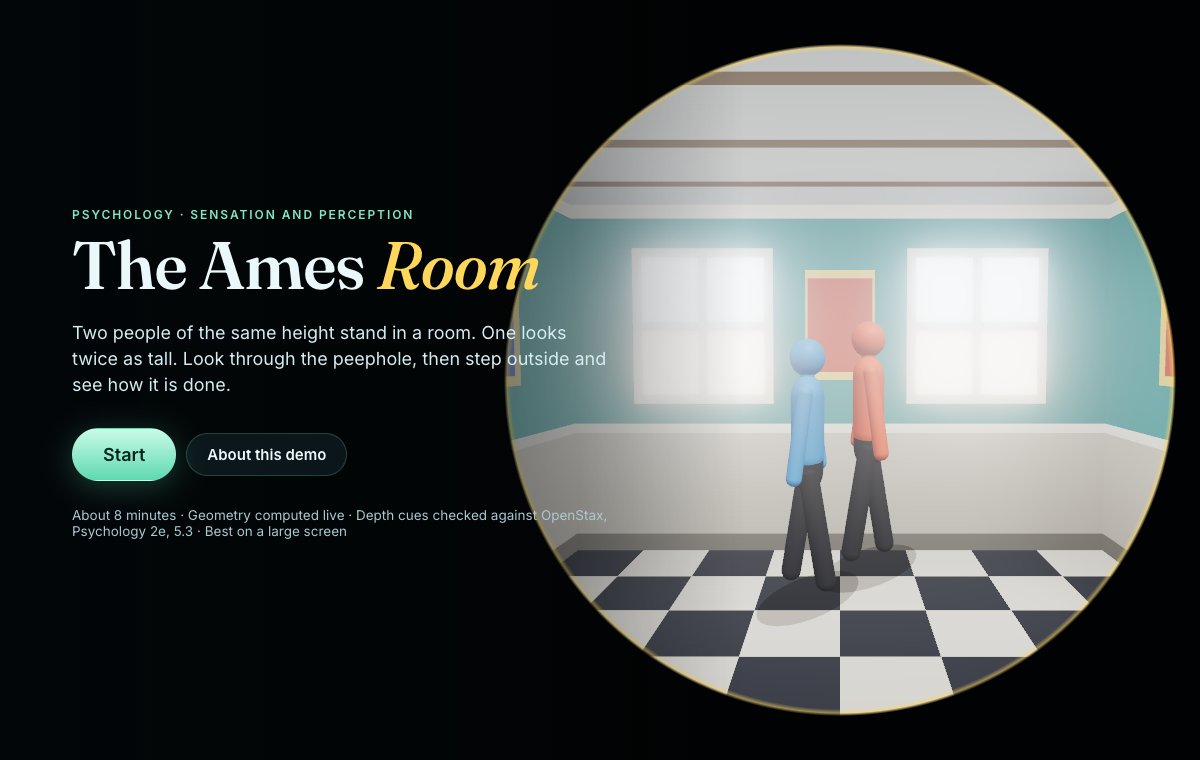 PSYCHOLOGY · SENSATION AND PERCEPTION
The Ames Room
Two people of the same height stand in a room. One looks
twice as tall. Look through the peephole, then step outside and
see how it is done.
Start
About this demo
About 8 minutes · Geometry computed live · Depth cues checked against OpenStax,
Psychology 2e, 5.3 · Best on a large screen